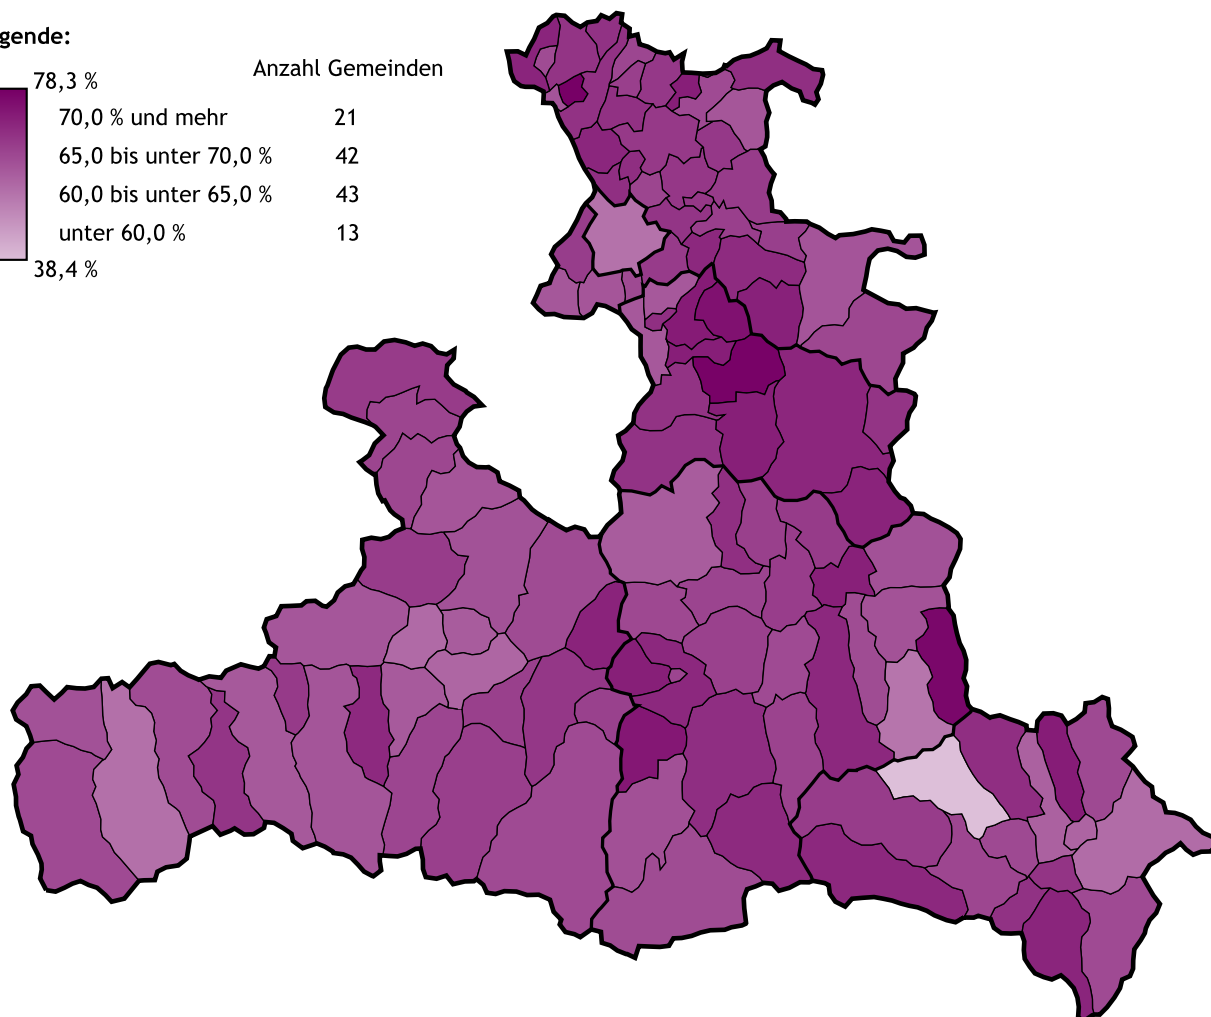 gende:
Anzahl Gemeinden
78,3 %
70,0 % und mehr 21
65,0 bis unter 70,0 % 42
60,0 bis unter 65,0 % 43
unter 60,0 % 13
38,4 %